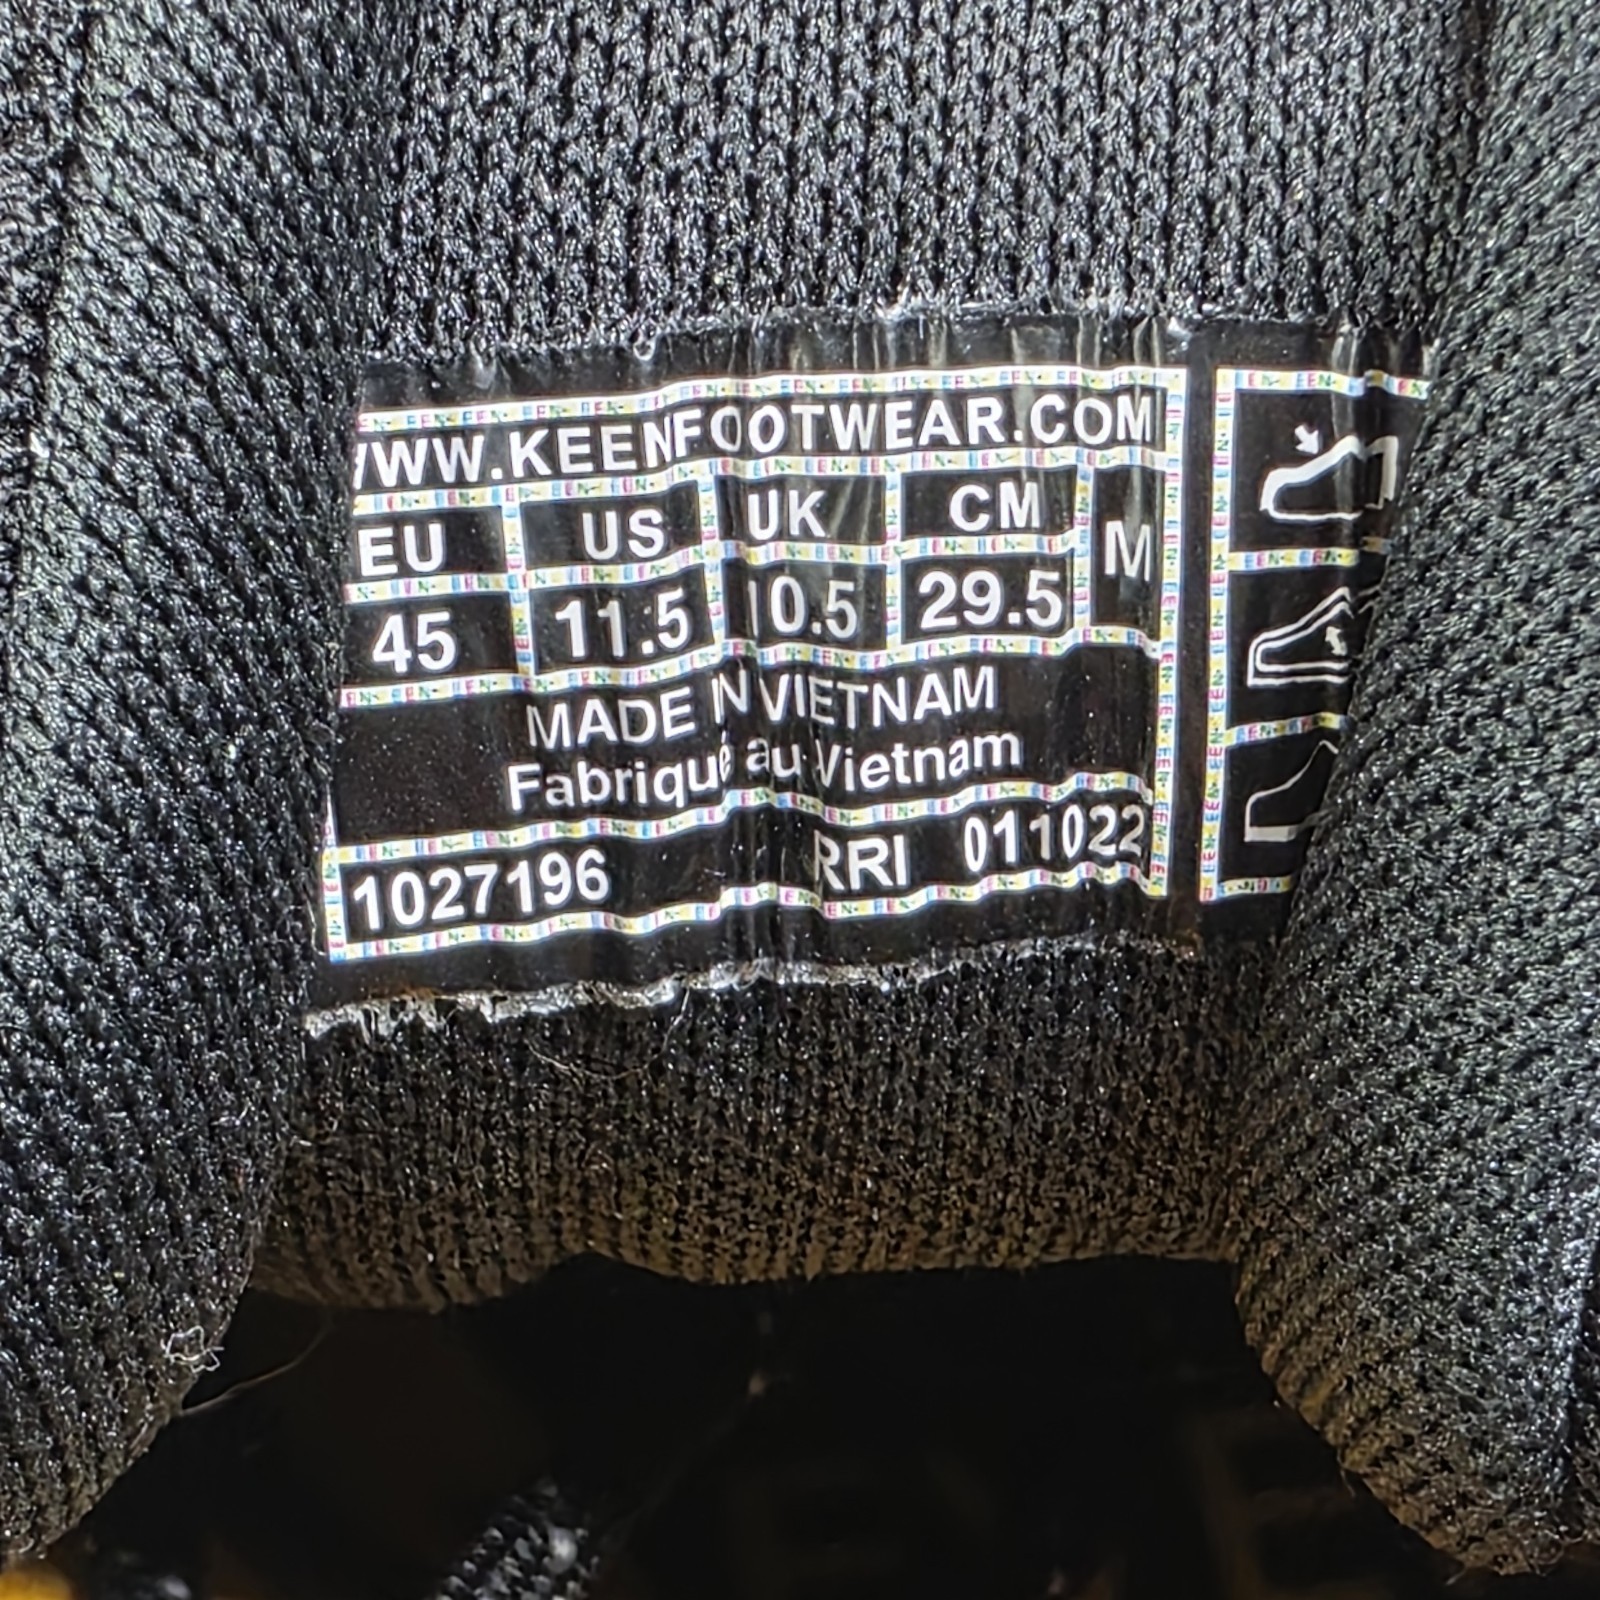 WWW.KEENFOOTWEAR.COM
EU US UK CM M
45 11.5 10.5 29.5
MADE IN VIETNAM
Fabriqué au Vietnam
1027196 RRI 011022